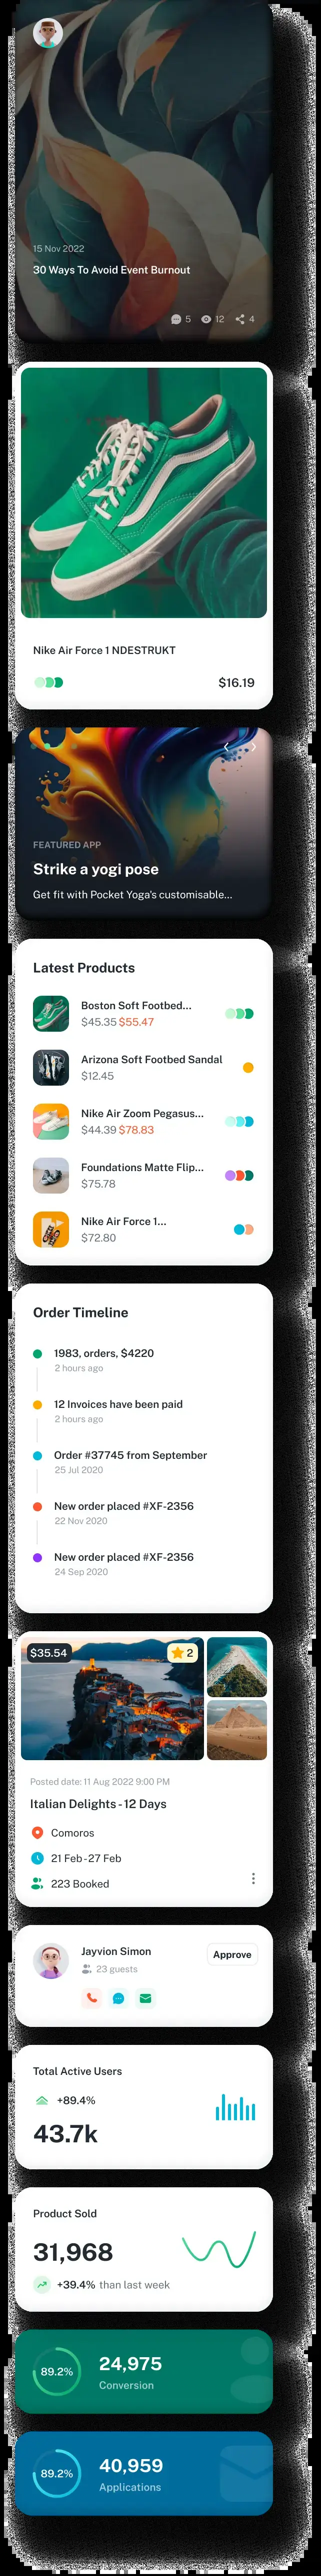 15 Nov 2022
30 Ways To Avoid Event Burnout
5 12 4
Nike Air Force 1 NDESTRUKT
$16.19
FEATURED APP
Strike a yogi pose
Get fit with Pocket Yoga's customisable...
Latest Products
Boston Soft Footbed...
$45.35 $55.47
Arizona Soft Footbed Sandal
$12.45
Nike Air Zoom Pegasus...
$44.39 $78.83
Foundations Matte Flip...
$75.78
Nike Air Force 1...
$72.80
Order Timeline
1983, orders, $4220
2 hours ago
12 Invoices have been paid
2 hours ago
Order #37745 from September
25 Jul 2020
New order placed #XF-2356
22 Nov 2020
New order placed #XF-2356
24 Sep 2020
$35.54
2
Posted date: 11 Aug 2022 9:00 PM
Italian Delights - 12 Days
Comoros
21 Feb - 27 Feb
223 Booked
Jayvion Simon
23 guests
Approve
Total Active Users
+89.4%
43.7k
Product Sold
31,968
+39.4% than last week
89.2%
24,975
Conversion
89.2%
40,959
Applications